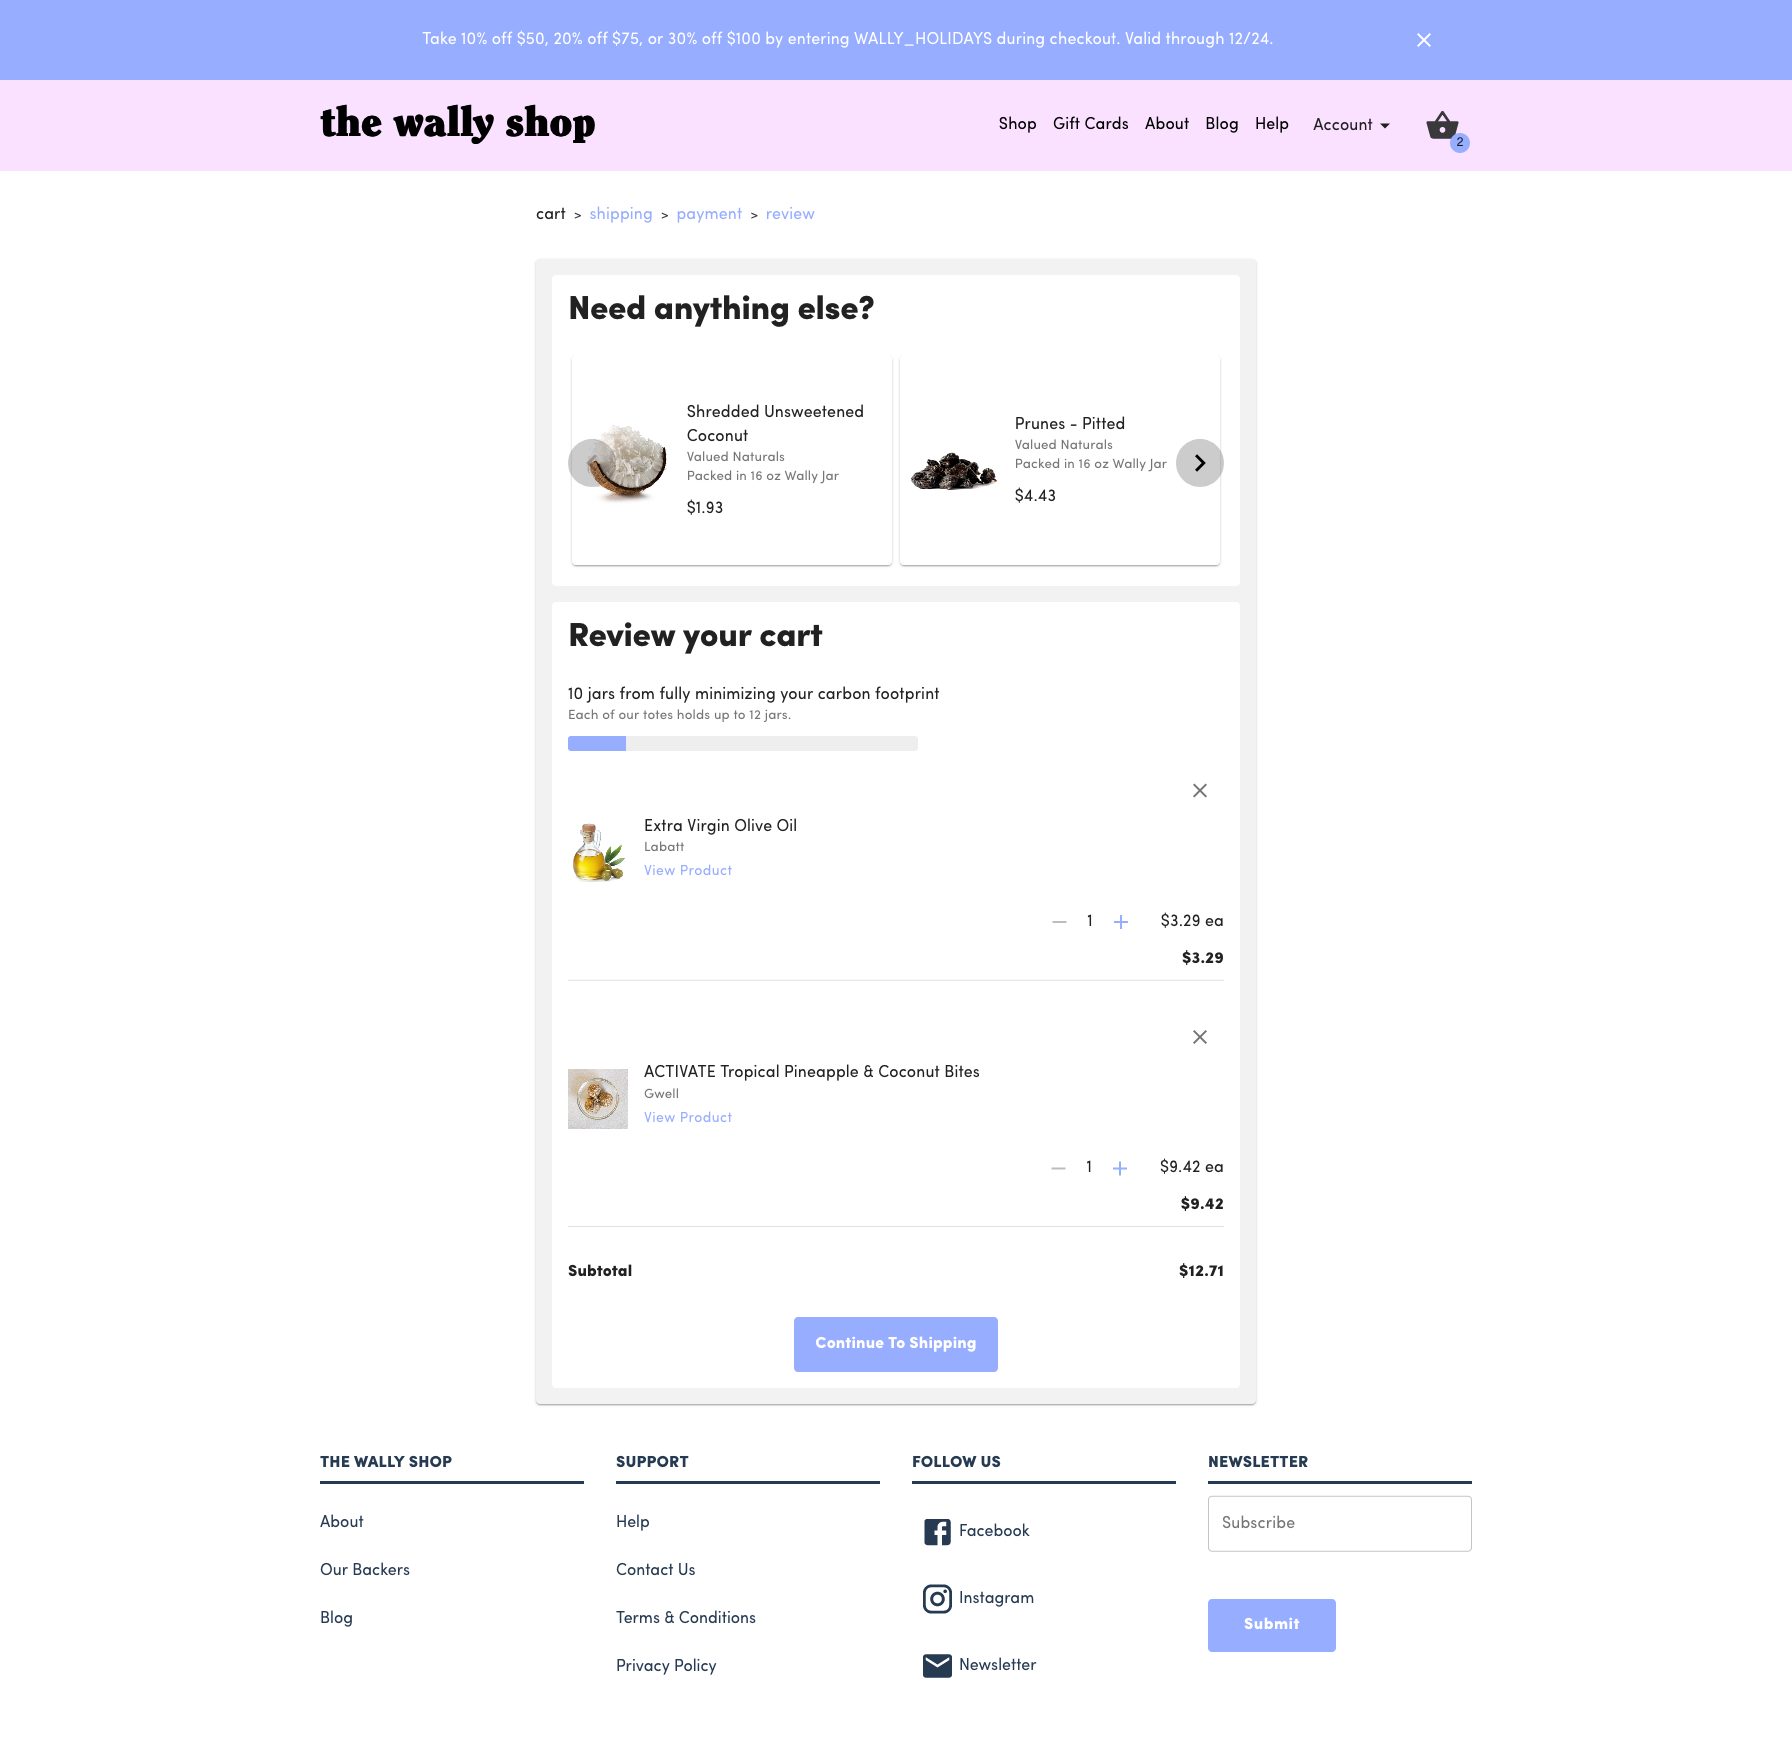 Take 10% off $50, 20% off $75, or 30% off $100 by entering WALLY_HOLIDAYS during checkout. Valid through 12/24.
the wally shop
Shop Gift Cards About Blog Help Account 2
cart > shipping > payment > review
Need anything else?
Shredded Unsweetened
Coconut
Valued Naturals
Packed in 16 oz Wally Jar
$1.93
Prunes - Pitted
Valued Naturals
Packed in 16 oz Wally Jar
$4.43
Review your cart
10 jars from fully minimizing your carbon footprint
Each of our totes holds up to 12 jars.
Extra Virgin Olive Oil
Labatt
View Product
1 $3.29 ea
$3.29
ACTIVATE Tropical Pineapple & Coconut Bites
Gwell
View Product
1 $9.42 ea
$9.42
Subtotal $12.71
Continue To Shipping
THE WALLY SHOP
About
Our Backers
Blog
SUPPORT
Help
Contact Us
Terms & Conditions
Privacy Policy
FOLLOW US
Facebook
Instagram
Newsletter
NEWSLETTER
Subscribe
Submit